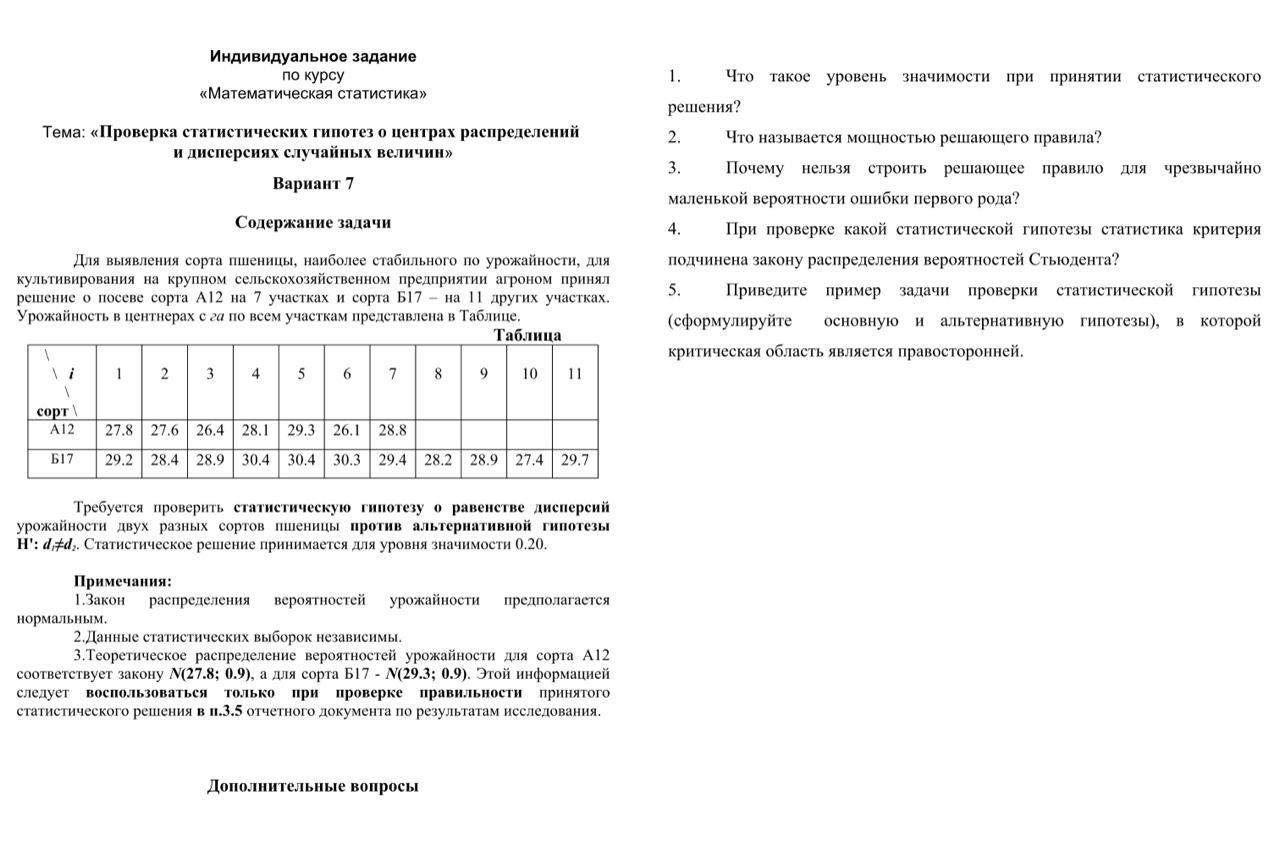 Индивидуальное задание
по курсу
«Математическая статистика»
Тема: «Проверка статистических гипотез о центрах распределений
и дисперсиях случайных величин»
Вариант 7
Содержание задачи
Для выявления сорта пшеницы, наиболее стабильного по урожайности, для
культивирования на крупном сельскохозяйственном предприятии агроном принял
решение о посеве сорта А12 на 7 участках и сорта Б17 – на 11 других участках.
Урожайность в центнерах с га по всем участкам представлена в Таблице.
Таблица
\
\ i 1 2 3 4 5 6 7 8 9 10 11
\
сорт \
А12 27.8 27.6 26.4 28.1 29.3 26.1 28.8
Б17 29.2 28.4 28.9 30.4 30.4 30.3 29.4 28.2 28.9 27.4 29.7
Требуется проверить статистическую гипотезу о равенстве дисперсий
урожайности двух разных сортов пшеницы против альтернативной гипотезы
H': d₁≠d₂. Статистическое решение принимается для уровня значимости 0.20.
Примечания:
1.Закон распределения вероятностей урожайности предполагается
нормальным.
2.Данные статистических выборок независимы.
3.Теоретическое распределение вероятностей урожайности для сорта А12
соответствует закону N(27.8; 0.9), а для сорта Б17 - N(29.3; 0.9). Этой информацией
следует воспользоваться только при проверке правильности принятого
статистического решения в п.3.5 отчетного документа по результатам исследования.
Дополнительные вопросы
1. Что такое уровень значимости при принятии статистического
решения?
2. Что называется мощностью решающего правила?
3. Почему нельзя строить решающее правило для чрезвычайно
маленькой вероятности ошибки первого рода?
4. При проверке какой статистической гипотезы статистика критерия
подчинена закону распределения вероятностей Стьюдента?
5. Приведите пример задачи проверки статистической гипотезы
(сформулируйте основную и альтернативную гипотезы), в которой
критическая область является правосторонней.